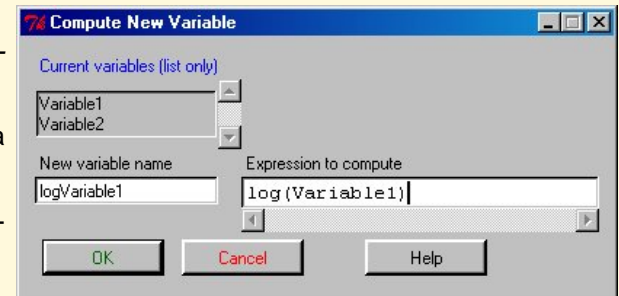 Compute New Variable
Current variables (list only)
Variable1
Variable2
New variable name
Expression to compute
logVariable1
log(Variable1)
OK
Cancel
Help